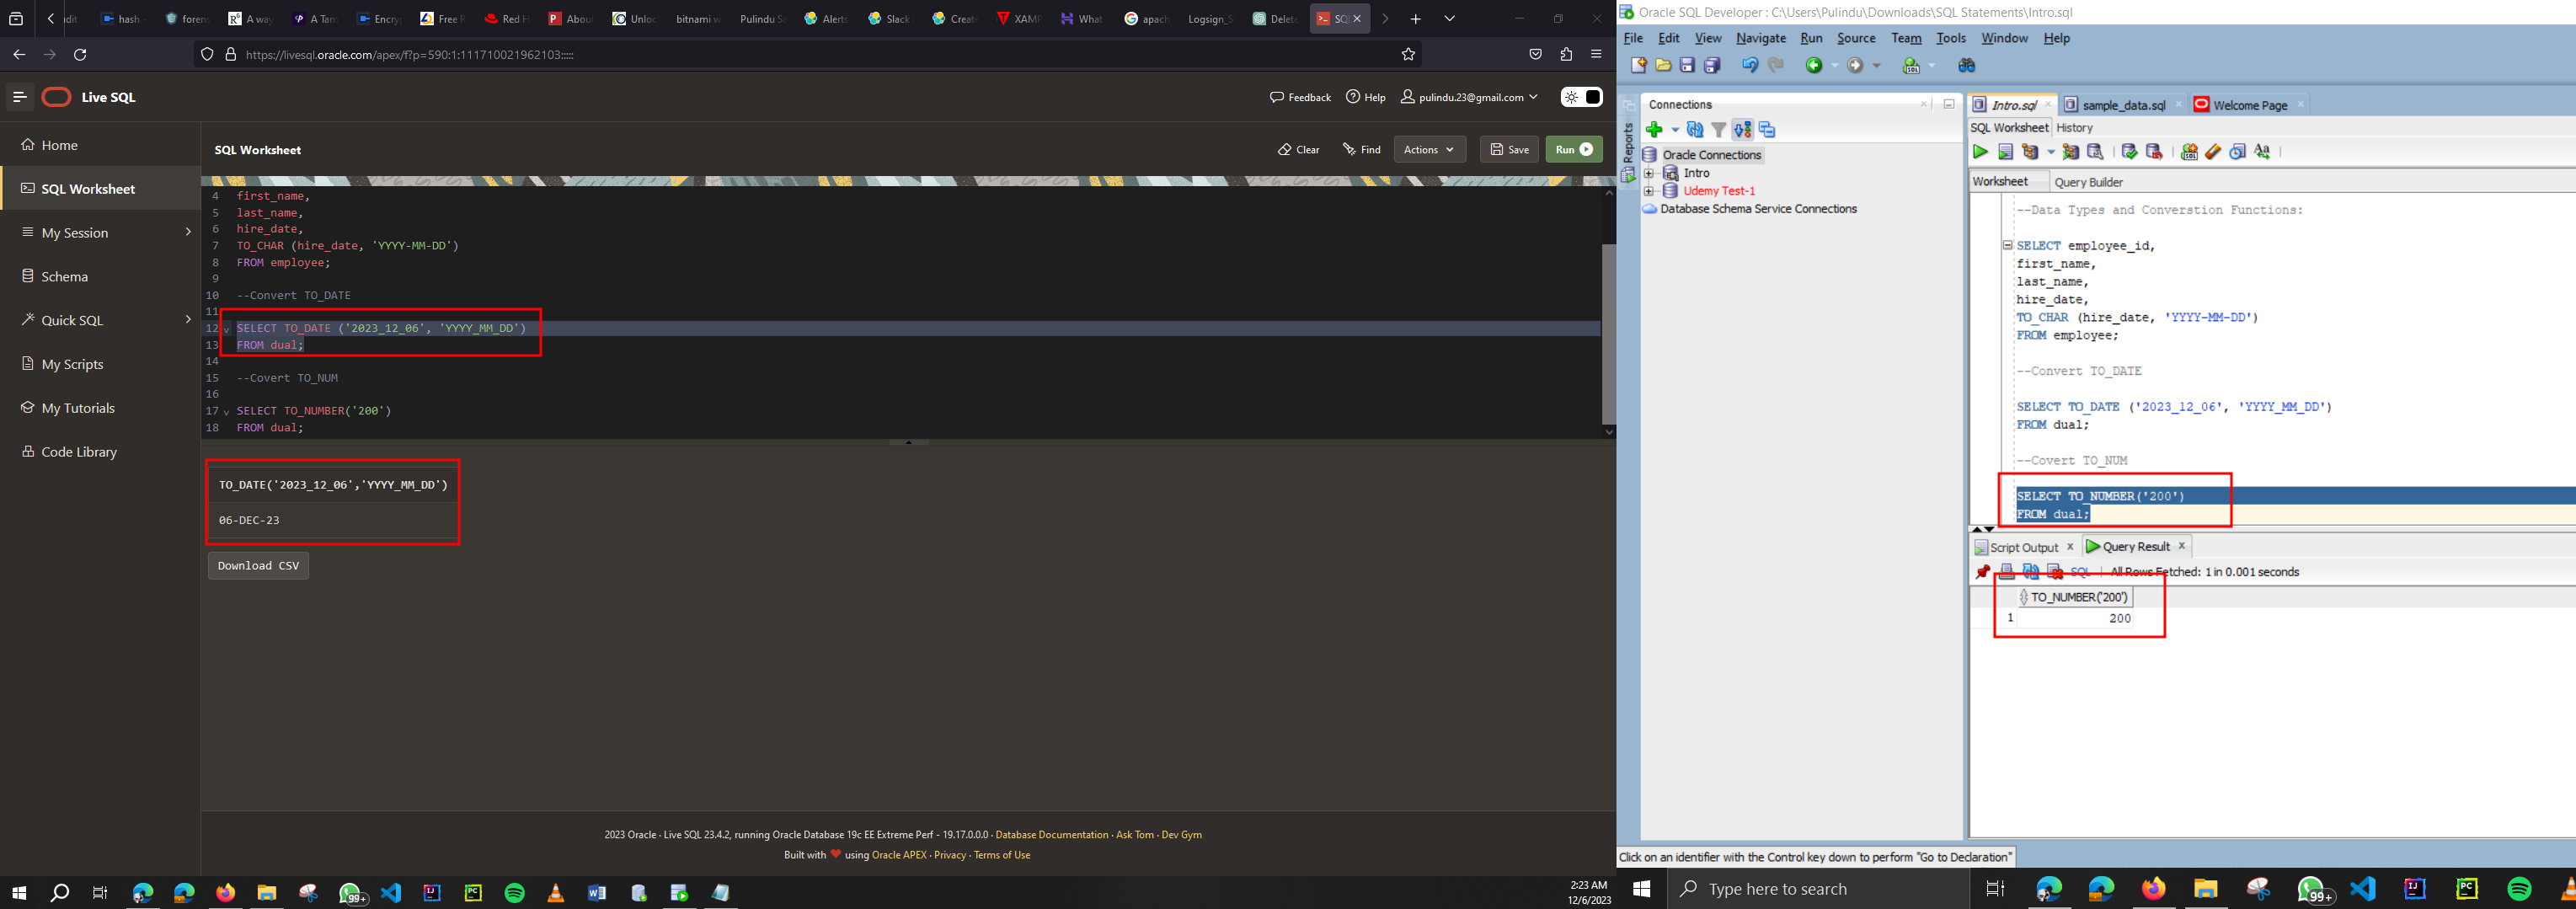 dit
hash
foren:
A way
A Tam
Encry
Free R
Red H
About
Unloc
bitnami w
Pulindu Sa
Alerts
Slack
Create
XAMP
What
apach
Logsign_S
Delete
SQ
https://livesql.oracle.com/apex/f?p=590:1:111710021962103:::::
Live SQL
Feedback
Help
pulindu.23@gmail.com
Home
SQL Worksheet
My Session
Schema
Quick SQL
My Scripts
My Tutorials
Code Library
SQL Worksheet
Clear
Find
Actions
Save
Run
4 first_name,
5 last_name,
6 hire_date,
7 TO_CHAR (hire_date, 'YYYY-MM-DD')
8 FROM employee;
9
10 --Convert TO_DATE
11
12 SELECT TO_DATE ('2023_12_06', 'YYYY_MM_DD')
13 FROM dual;
14
15 --Covert TO_NUM
16
17 SELECT TO_NUMBER('200')
18 FROM dual;
TO_DATE('2023_12_06','YYYY_MM_DD')
06-DEC-23
Download CSV
2023 Oracle · Live SQL 23.4.2, running Oracle Database 19c EE Extreme Perf - 19.17.0.0.0 · Database Documentation · Ask Tom · Dev Gym
Built with ❤ using Oracle APEX · Privacy · Terms of Use
99+
2:23 AM
12/6/2023
Oracle SQL Developer : C:\Users\Pulindu\Downloads\SQL Statements\Intro.sql
File Edit View Navigate Run Source Team Tools Window Help
Connections
Reports
Oracle Connections
Intro
Udemy Test-1
Database Schema Service Connections
Intro.sql
sample_data.sql
Welcome Page
SQL Worksheet History
Worksheet Query Builder
--Data Types and Converstion Functions:
SELECT employee_id,
first_name,
last_name,
hire_date,
TO_CHAR (hire_date, 'YYYY-MM-DD')
FROM employee;
--Convert TO_DATE
SELECT TO_DATE ('2023_12_06', 'YYYY_MM_DD')
FROM dual;
--Covert TO_NUM
SELECT TO_NUMBER('200')
FROM dual;
Script Output
Query Result
SQL | All Rows Fetched: 1 in 0.001 seconds
TO_NUMBER('200')
1 200
Click on an identifier with the Control key down to perform "Go to Declaration"
Type here to search
99+